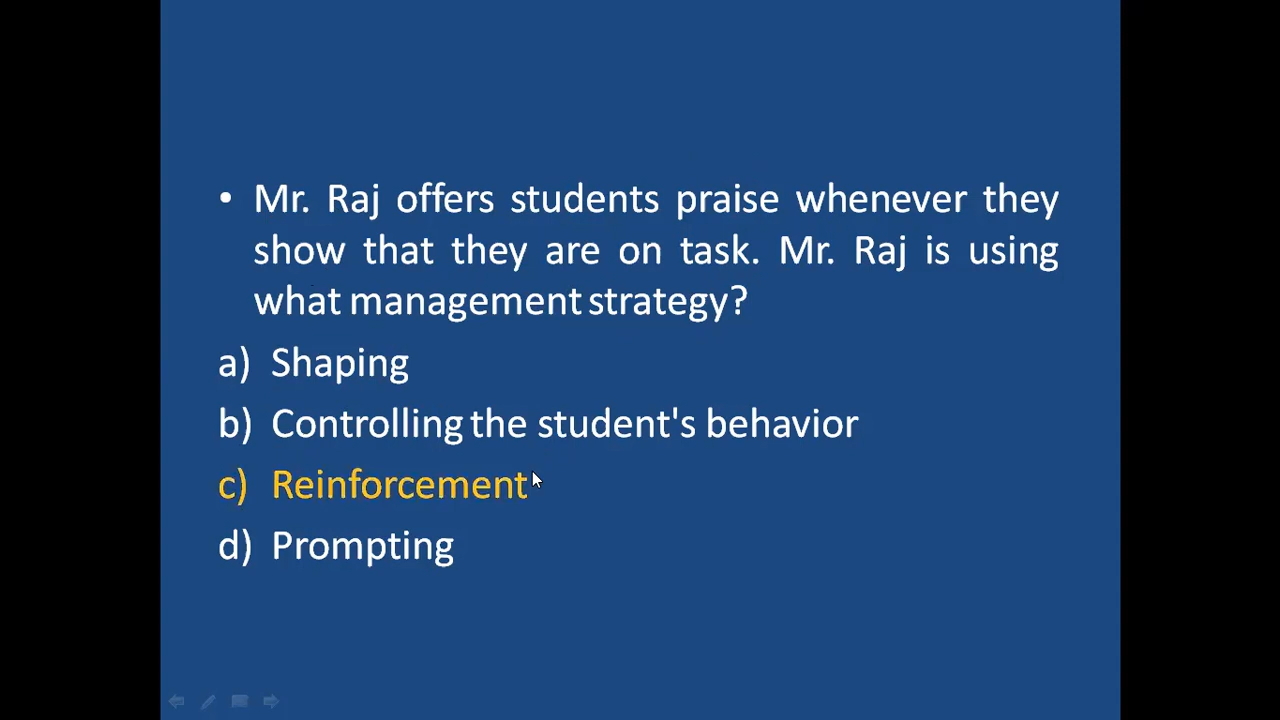 • Mr. Raj offers students praise whenever they
show that they are on task. Mr. Raj is using
what management strategy?
a) Shaping
b) Controlling the student's behavior
c) Reinforcement
d) Prompting